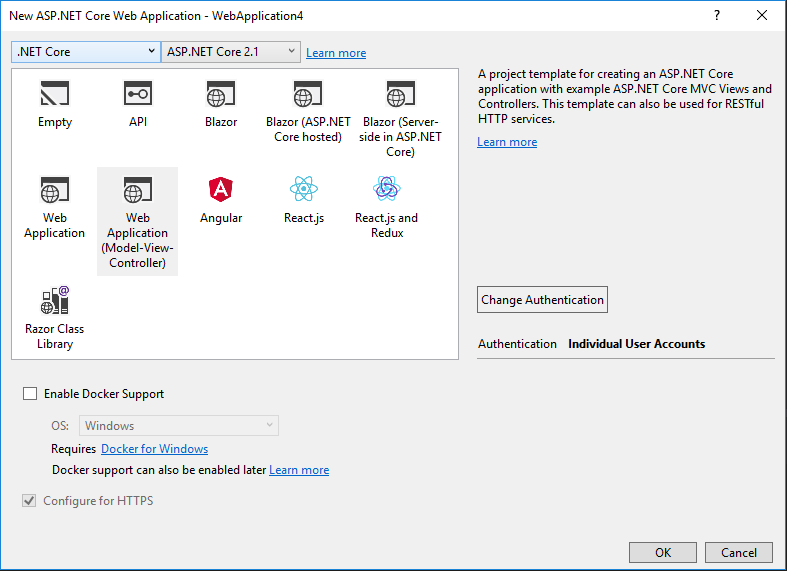 New ASP.NET Core Web Application - WebApplication4
.NET Core
ASP.NET Core 2.1
Learn more
Empty
API
Blazor
Blazor (ASP.NET
Core hosted)
Blazor (Server-
side in ASP.NET
Core)
Web
Application
Web
Application
(Model-View-
Controller)
Angular
React.js
React.js and
Redux
Razor Class
Library
A project template for creating an ASP.NET Core
application with example ASP.NET Core MVC Views and
Controllers. This template can also be used for RESTful
HTTP services.
Learn more
Change Authentication
Authentication Individual User Accounts
Enable Docker Support
OS: Windows
Requires Docker for Windows
Docker support can also be enabled later Learn more
Configure for HTTPS
OK
Cancel